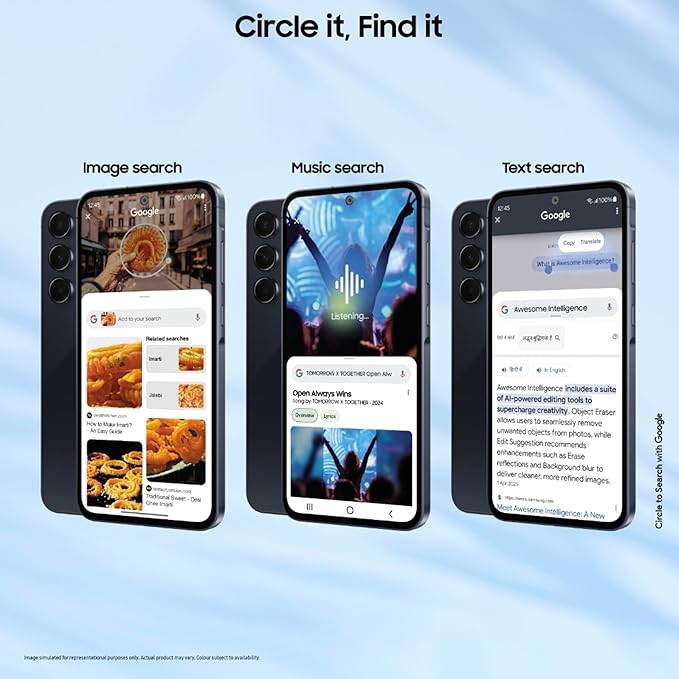 Circle it, Find it
Image search
12:45
100%
Google
Add to your search
Related searches
Imarti
Jalebi
How to Make Imarti?
- An Easy Guide
Traditional Sweet - Desi
Ghee Imarti
Music search
Listening...
TOMORROW X TOGETHER Open Alw
Open Always Wins
Song by TOMORROW X TOGETHER - 2024
Overview
Lyrics
Text search
12:45
100%
Google
Copy Translate
What is Awesome Intelligence?
Awesome Intelligence
हिंदी में
In English
Awesome Intelligence includes a suite
of AI-powered editing tools to
supercharge creativity. Object Eraser
allows users to seamlessly remove
unwanted objects from photos, while
Edit Suggestion recommends
enhancements such as Erase
reflections and Background blur to
deliver cleaner, more refined images.
1 Apr 2025
https://www.samsung.com
Meet Awesome Intelligence: A New
Circle to Search with Google
Image simulated for representational purposes only. Actual product may vary. Colour subject to availability.